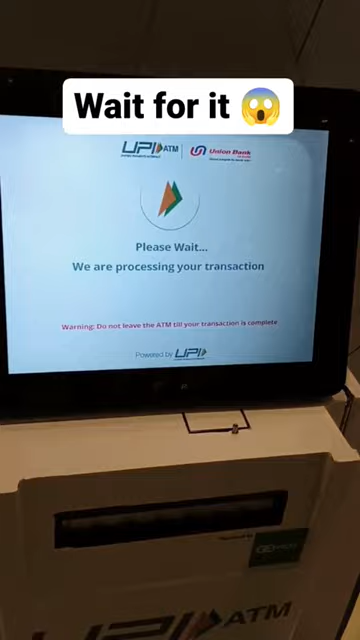 Wait for it 😱
UPI ATM
Union Bank
Please Wait...
We are processing your transaction
Warning: Do not leave the ATM till your transaction is complete
Powered by UPI
UPI ATM